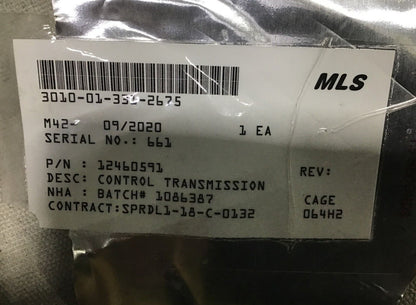 MLS
3010-01-351-2675
M42- 09/2020 1 EA
SERIAL NO.: 661
P/N : 12460591 REV:
DESC: CONTROL TRANSMISSION
NHA : BATCH# 1086387 CAGE
CONTRACT:SPRDL1-18-C-0132 064H2